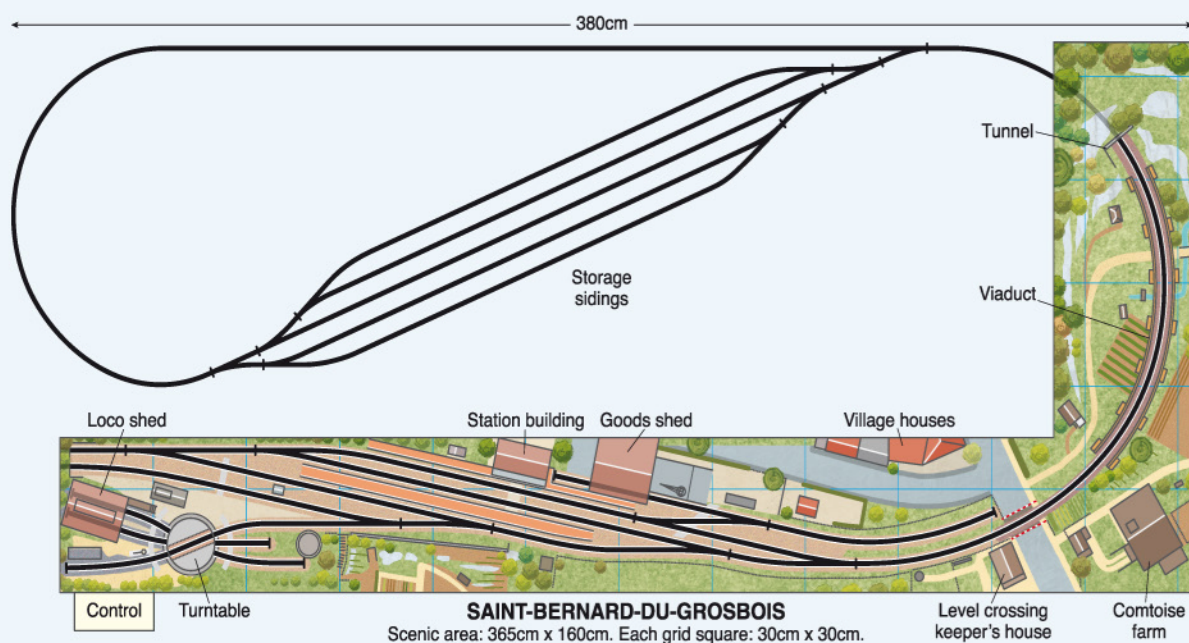 380cm
Tunnel
Storage
sidings
Viaduct
Loco shed
Station building
Goods shed
Village houses
Control
Turntable
SAINT-BERNARD-DU-GROSBOIS
Scenic area: 365cm x 160cm. Each grid square: 30cm x 30cm.
Level crossing
keeper's house
Comtoise
farm